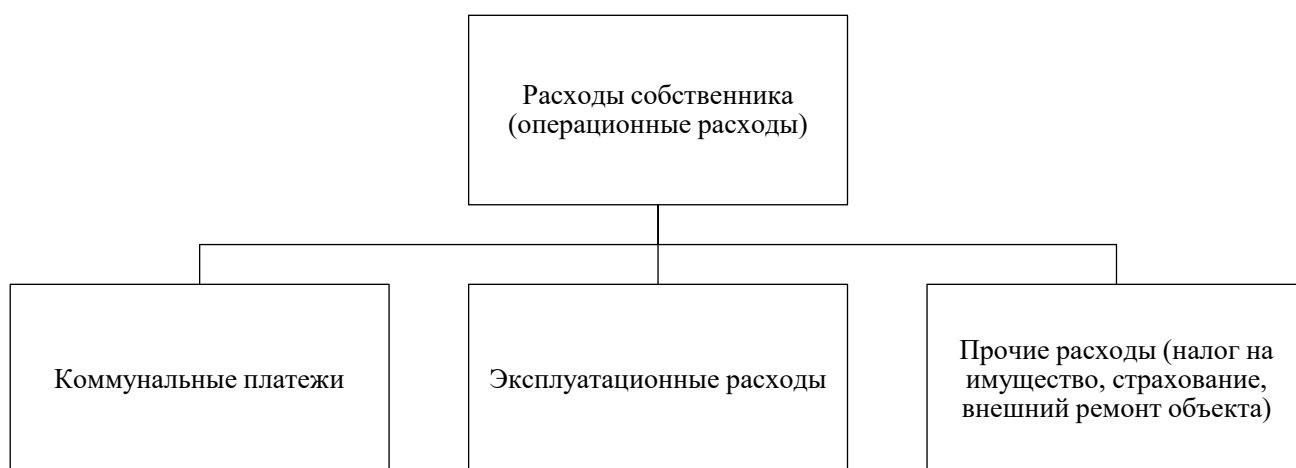 Расходы собственника
(операционные расходы)
Коммунальные платежи
Эксплуатационные расходы
Прочие расходы (налог на
имущество, страхование,
внешний ремонт объекта)